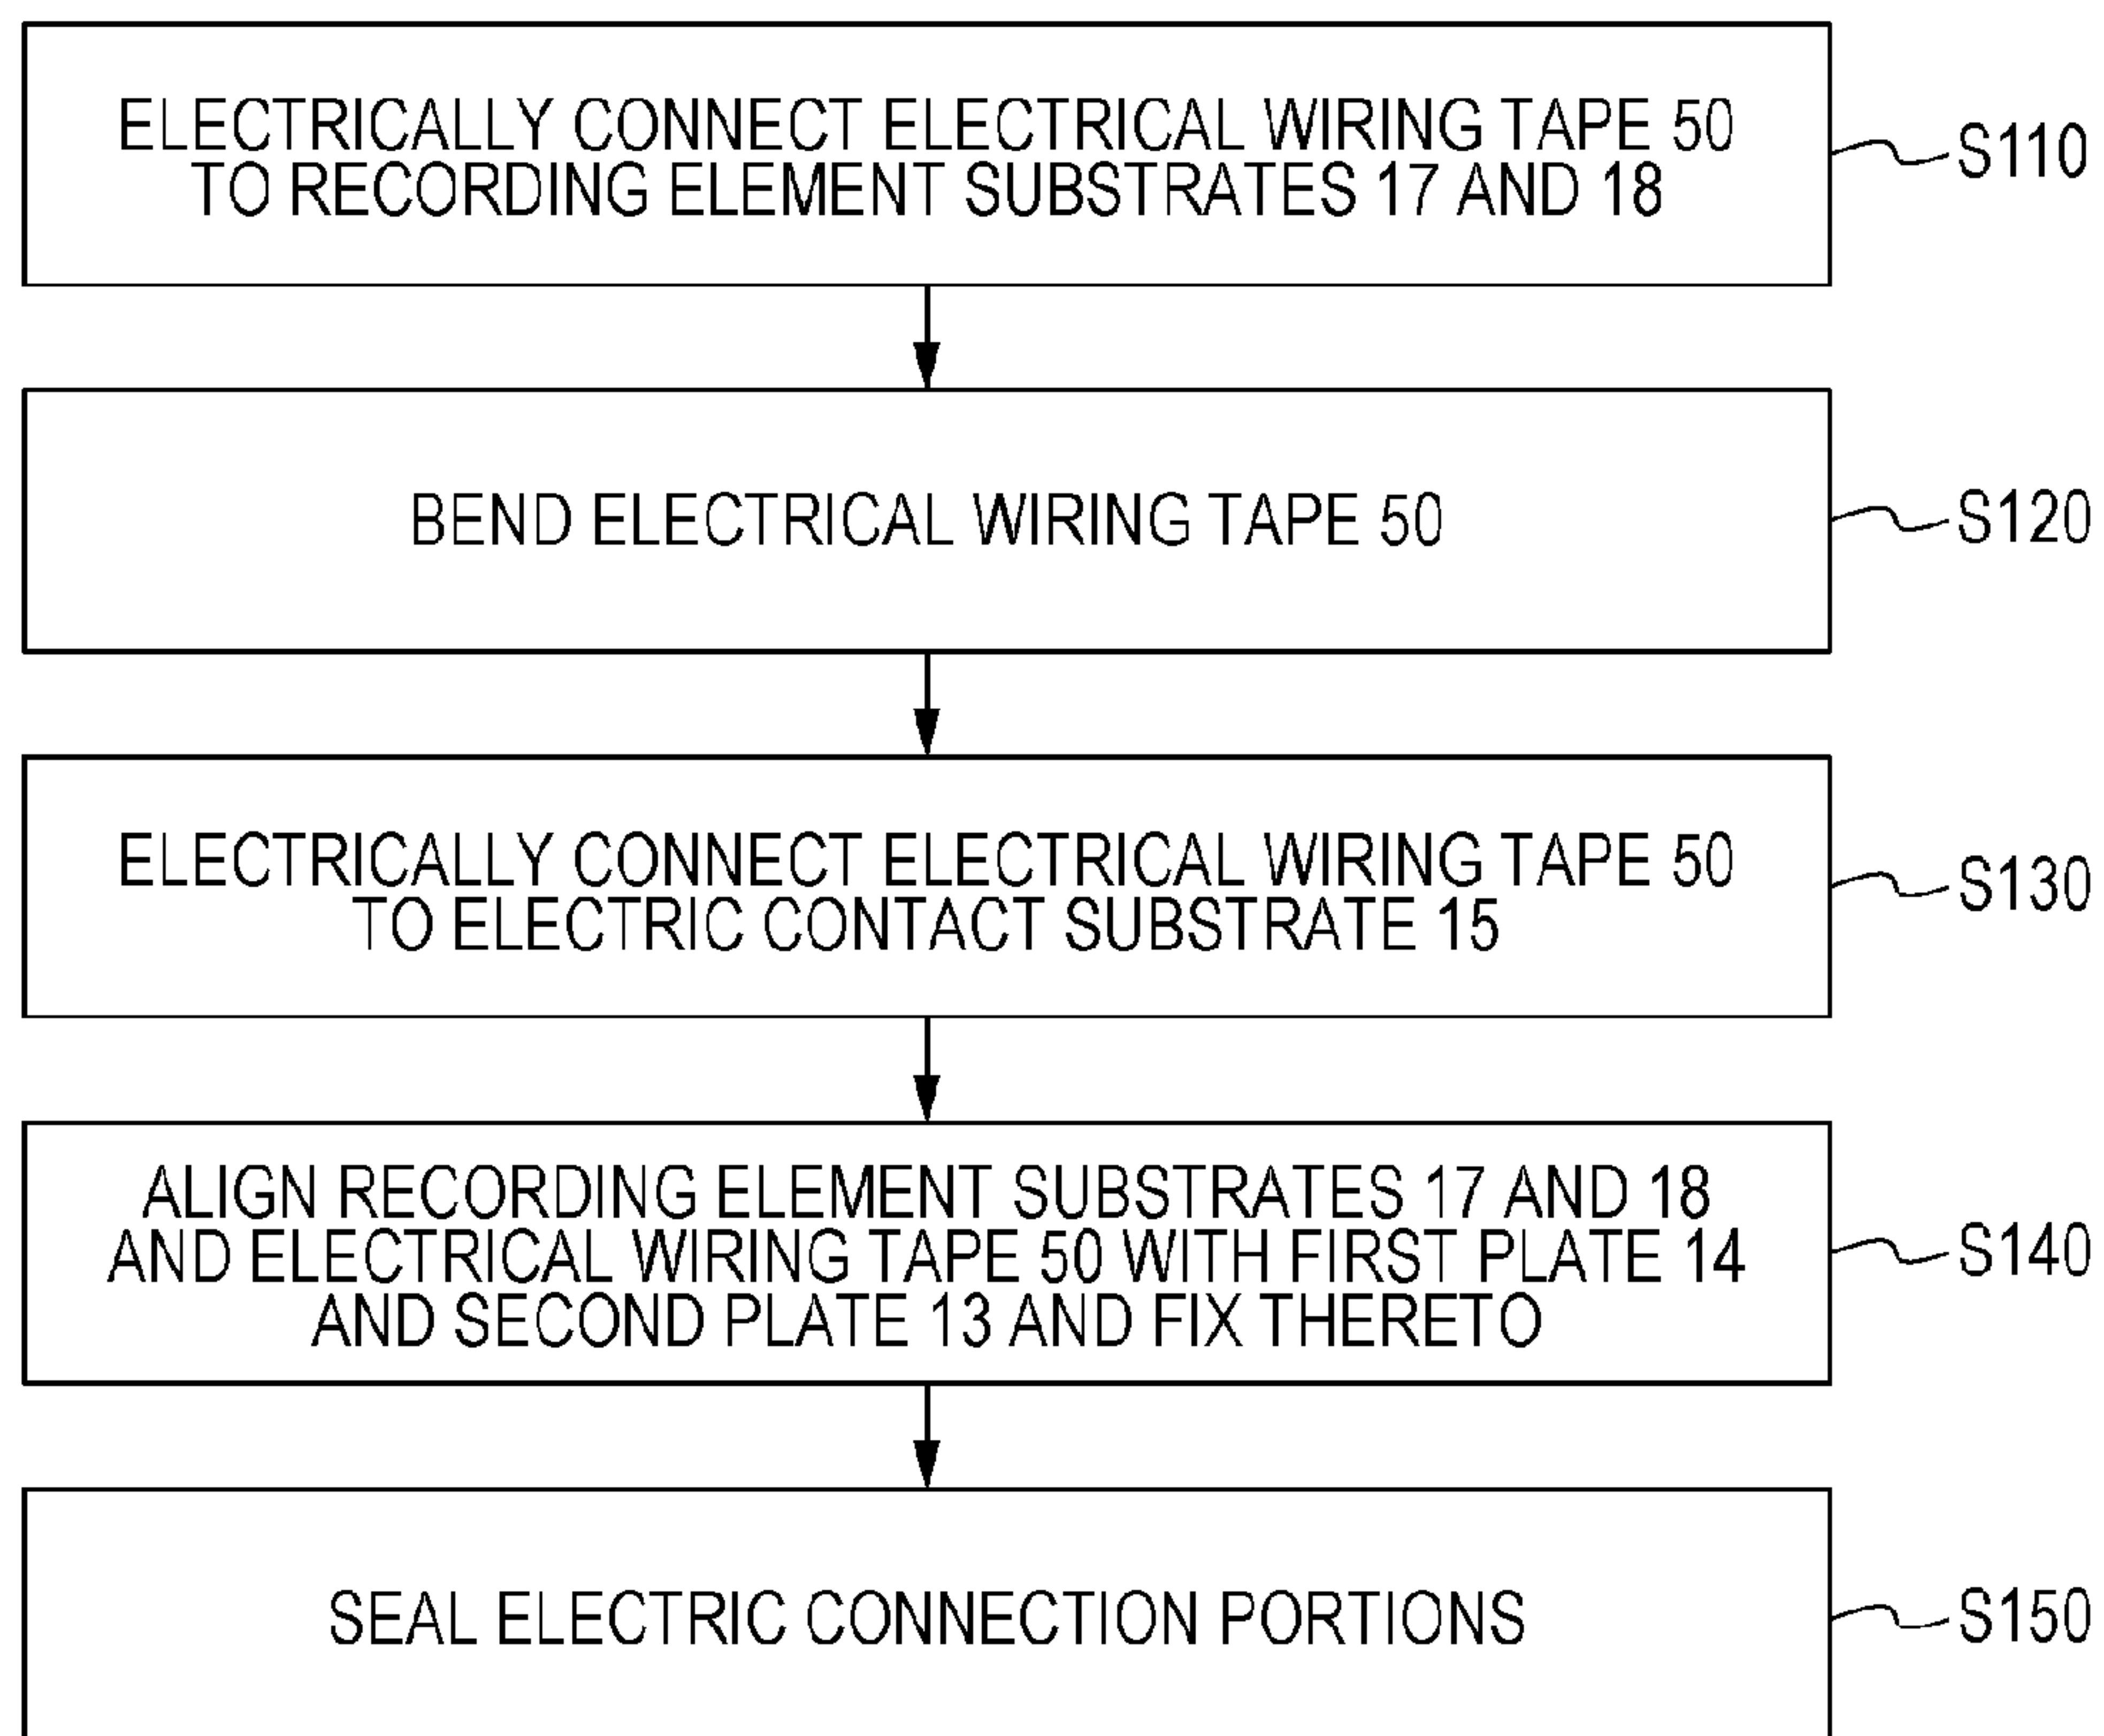 ELECTRICALLY CONNECT ELECTRICAL WIRING TAPE 50
TO RECORDING ELEMENT SUBSTRATES 17 AND 18
S110
BEND ELECTRICAL WIRING TAPE 50
S120
ELECTRICALLY CONNECT ELECTRICAL WIRING TAPE 50
TO ELECTRIC CONTACT SUBSTRATE 15
S130
ALIGN RECORDING ELEMENT SUBSTRATES 17 AND 18
AND ELECTRICAL WIRING TAPE 50 WITH FIRST PLATE 14
AND SECOND PLATE 13 AND FIX THERETO
S140
SEAL ELECTRIC CONNECTION PORTIONS
S150